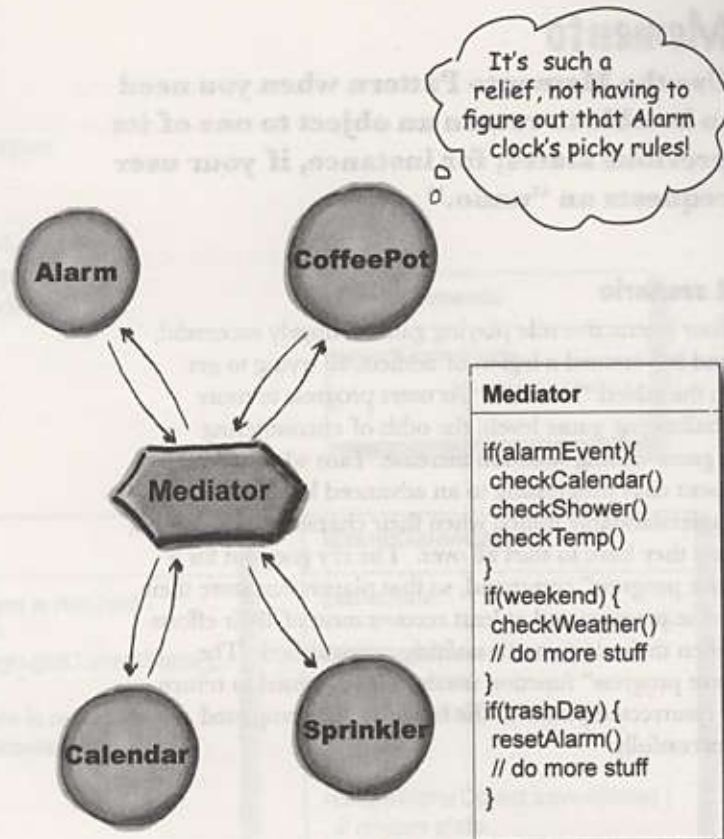 It's such a
relief, not having to
figure out that Alarm
clock's picky rules!
Alarm
CoffeePot
Mediator
Calendar
Sprinkler
Mediator
if(alarmEvent){
checkCalendar()
checkShower()
checkTemp()
}
if(weekend) {
checkWeather()
// do more stuff
}
if(trashDay) {
resetAlarm()
// do more stuff
}